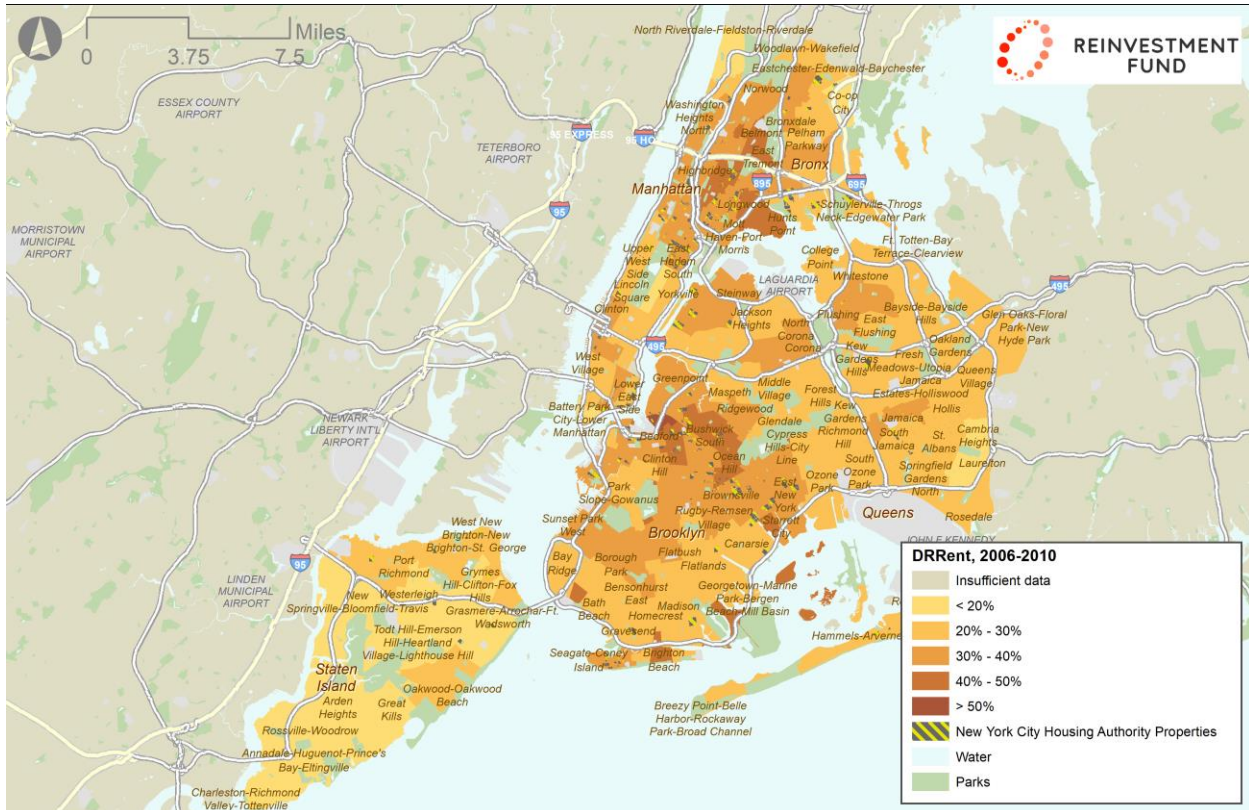 Miles
0 3.75 7.5
REINVESTMENT
FUND
North Riverdale-Fieldston-Riverdale
Woodlawn-Wakefield
Eastchester-Edenwald-Baychester
Norwood
Co-op
City
ESSEX COUNTY
AIRPORT
Washington
Heights
North
Bronxdale
Belmont
Pelham
Parkway
East
Tremont
Bronx
95 EXPRESS
95 HO
TETERBORO
AIRPORT
Highbridge
Manhattan
895
695
95
Longwood
Hunts
Point
Schuylerville-Throgs
Neck-Edgewater Park
Mott
Haven-Port
Morris
MORRISTOWN
MUNICIPAL
AIRPORT
Upper
West
Side
East
Harlem
South
Lincoln
Square
Yorkville
Clinton
College
Point
Ft. Totten-Bay
Terrace-Clearview
Whitestone
LAGUARDIA
AIRPORT
Steinway
Jackson
Heights
North
Corona
Corona
Flushing
East
Flushing
Bayside-Bayside
Hills
495
Glen Oaks-Floral
Park-New
Hyde Park
Kew
Gardens
Hills
Fresh
Meadows-Utopia
Oakland
Gardens
Jamaica
Estates-Holliswood
Queens
Village
Hollis
495
West
Village
Lower
East
Side
Greenpoint
Maspeth
Middle
Village
Ridgewood
Glendale
Forest
Hills
Kew
Gardens
Richmond
Hill
Jamaica
South
Jamaica
St.
Albans
Cambria
Heights
Laurelton
Springfield
Gardens
North
Rosedale
NEWARK
LIBERTY INT'L
AIRPORT
Battery Park
City-Lower
Manhattan
Bedford
Bushwick
South
Clinton
Hill
Ocean
Hill
Cypress
Hills-City
Line
Ozone
Park
South
Ozone
Park
Park
Slope-Gowanus
Brownsville
East
New
York
Rugby-Remsen
Village
Starrett
City
Queens
JOHN F KENNEDY
Sunset Park
West
Brooklyn
Canarsie
Bay
Ridge
Borough
Park
Flatbush
Flatlands
Bensonhurst
East
Georgetown-Marine
Park-Bergen
Beach-Mill Basin
Bath
Beach
Madison
Homecrest
Gravesend
Seagate-Coney
Island
Brighton
Beach
Hammels-Arverne
Breezy Point-Belle
Harbor-Rockaway
Park-Broad Channel
95
LINDEN
MUNICIPAL
AIRPORT
West New
Brighton-New
Brighton-St. George
Port
Richmond
Grymes
Hill-Clifton-Fox
Hills
Westerleigh
New
Springville-Bloomfield-Travis
Grasmere-Arrochar-Ft.
Wadsworth
Todt Hill-Emerson
Hill-Heartland
Village-Lighthouse Hill
Staten
Island
Oakwood-Oakwood
Beach
Arden
Heights
Great
Kills
Rossville-Woodrow
Annadale-Huguenot-Prince's
Bay-Eltingville
Charleston-Richmond
Valley-Tottenville
DRRent, 2006-2010
Insufficient data
< 20%
20% - 30%
30% - 40%
40% - 50%
> 50%
New York City Housing Authority Properties
Water
Parks